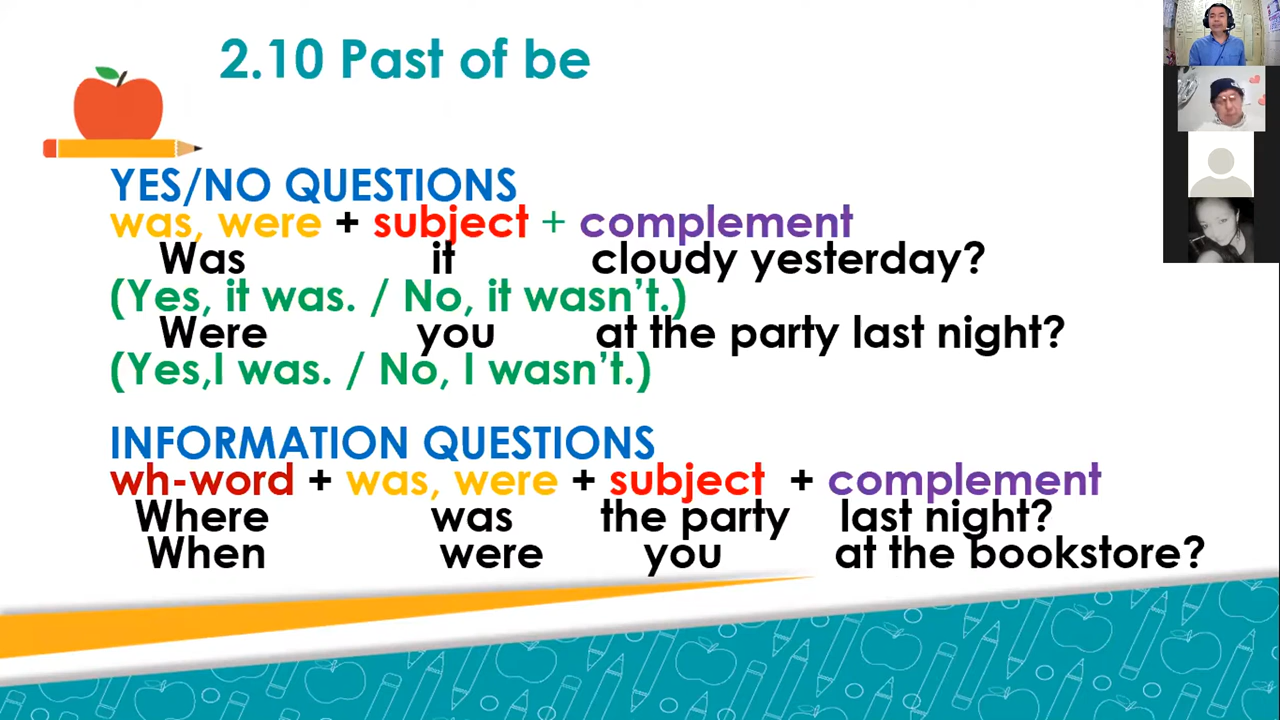 2.10 Past of be
YES/NO QUESTIONS
was, were + subject + complement
Was it cloudy yesterday?
(Yes, it was. / No, it wasn't.)
Were you at the party last night?
(Yes,I was. / No, I wasn't.)
INFORMATION QUESTIONS
wh-word + was, were + subject + complement
Where was the party last night?
When were you at the bookstore?